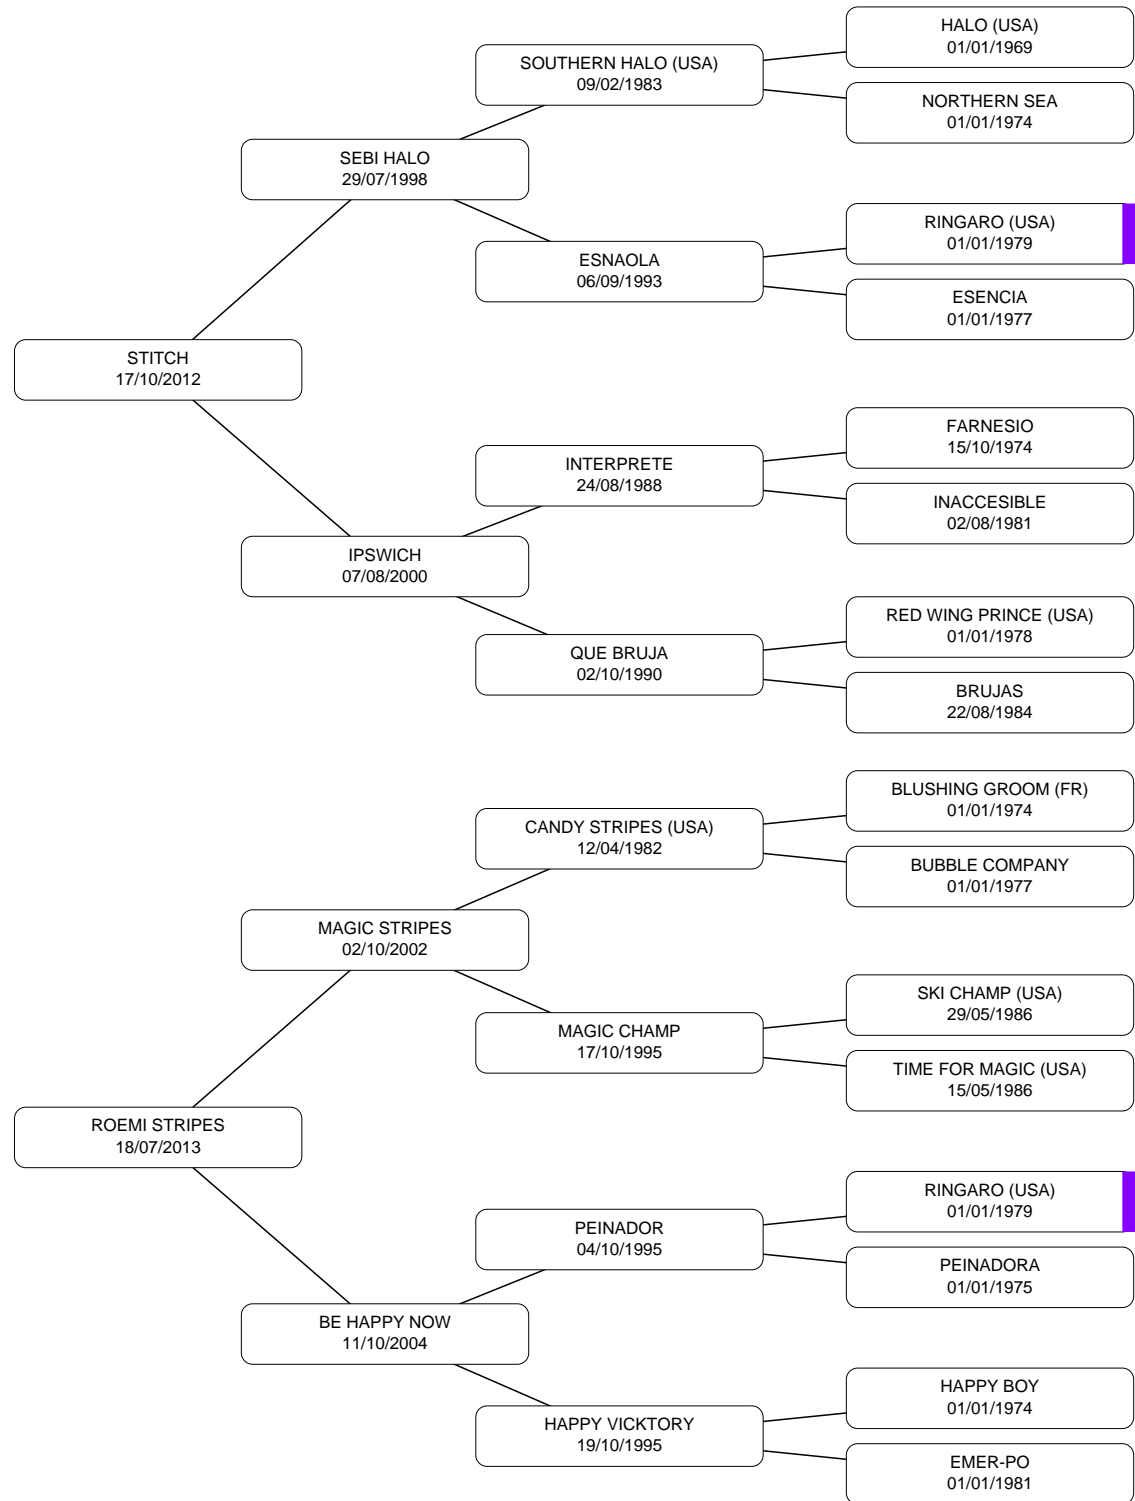 HALO (USA)
01/01/1969
SOUTHERN HALO (USA)
09/02/1983
NORTHERN SEA
01/01/1974
SEBI HALO
29/07/1998
RINGARO (USA)
01/01/1979
ESNAOLA
06/09/1993
ESENCIA
01/01/1977
STITCH
17/10/2012
FARNESIO
15/10/1974
INTERPRETE
24/08/1988
INACCESIBLE
02/08/1981
IPSWICH
07/08/2000
RED WING PRINCE (USA)
01/01/1978
QUE BRUJA
02/10/1990
BRUJAS
22/08/1984
BLUSHING GROOM (FR)
01/01/1974
CANDY STRIPES (USA)
12/04/1982
BUBBLE COMPANY
01/01/1977
MAGIC STRIPES
02/10/2002
SKI CHAMP (USA)
29/05/1986
MAGIC CHAMP
17/10/1995
TIME FOR MAGIC (USA)
15/05/1986
ROEMI STRIPES
18/07/2013
RINGARO (USA)
01/01/1979
PEINADOR
04/10/1995
PEINADORA
01/01/1975
BE HAPPY NOW
11/10/2004
HAPPY BOY
01/01/1974
HAPPY VICKTORY
19/10/1995
EMER-PO
01/01/1981